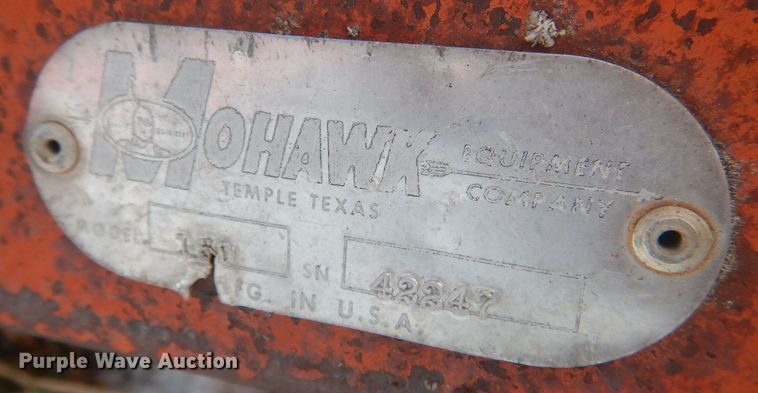 MOHAWK
EQUIPMENT
COMPANY
TEMPLE TEXAS
MODEL
SN 42247
MFG. IN U.S.A.
Purple Wave Auction